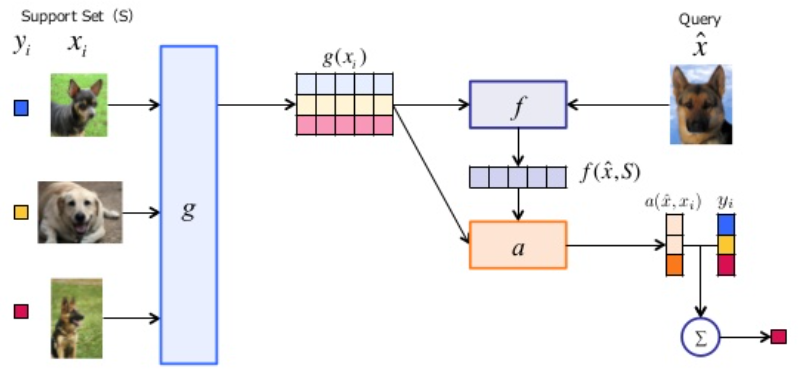 Support Set (S)
y_i x_i
g
g(x_i)
Query
x̂
f
f(x̂,S)
a
a(x̂,x_i) y_i
Σ